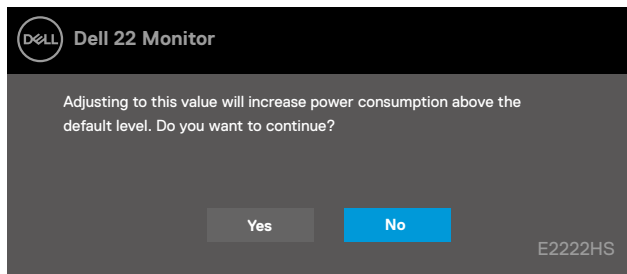 DELL Dell 22 Monitor
Adjusting to this value will increase power consumption above the
default level. Do you want to continue?
Yes No
E2222HS